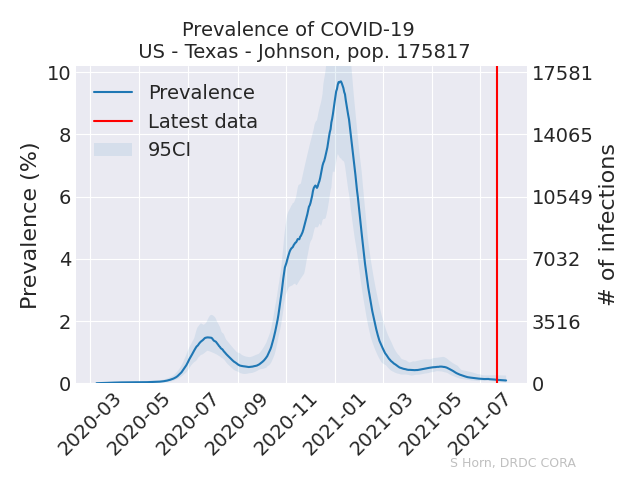 Prevalence of COVID-19
US - Texas - Johnson, pop. 175817
Prevalence
Latest data
95CI
Prevalence (%)
10
8
6
4
2
0
17581
14065
10549
7032
3516
0
# of infections
2020-03
2020-05
2020-07
2020-09
2020-11
2021-01
2021-03
2021-05
2021-07
S Horn, DRDC CORA